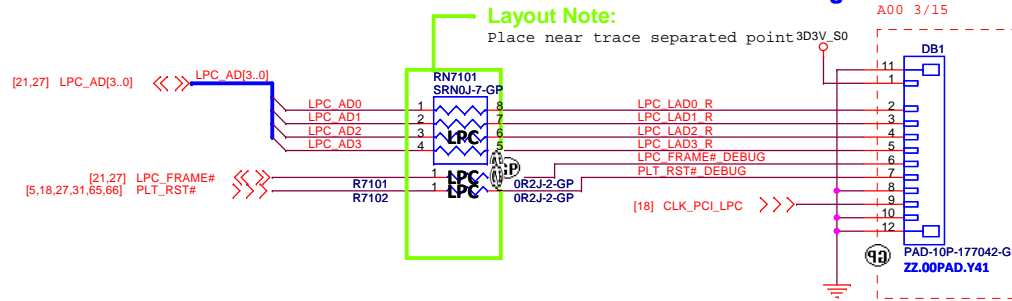 A00 3/15
Layout Note:
Place near trace separated point
3D3V_S0
DB1
RN7101
SRN0J-7-GP
[21,27] LPC_AD[3..0]
LPC_AD[3..0]
11
1
LPC_AD0 1 8 LPC_LAD0_R 2
LPC_AD1 2 7 LPC_LAD1_R 3
LPC_AD2 3 LPC 6 LPC_LAD2_R 4
LPC_AD3 4 5 LPC_LAD3_R 5
LPC_FRAME#_DEBUG 6
[21,27] LPC_FRAME# 1 LPC GP PLT_RST#_DEBUG 7
[5,18,27,31,65,66] PLT_RST# R7101 1 LPC 0R2J-2-GP 8
R7102 0R2J-2-GP
[18] CLK_PCI_LPC 9
10
12
GP
PAD-10P-177042-G
ZZ.00PAD.Y41